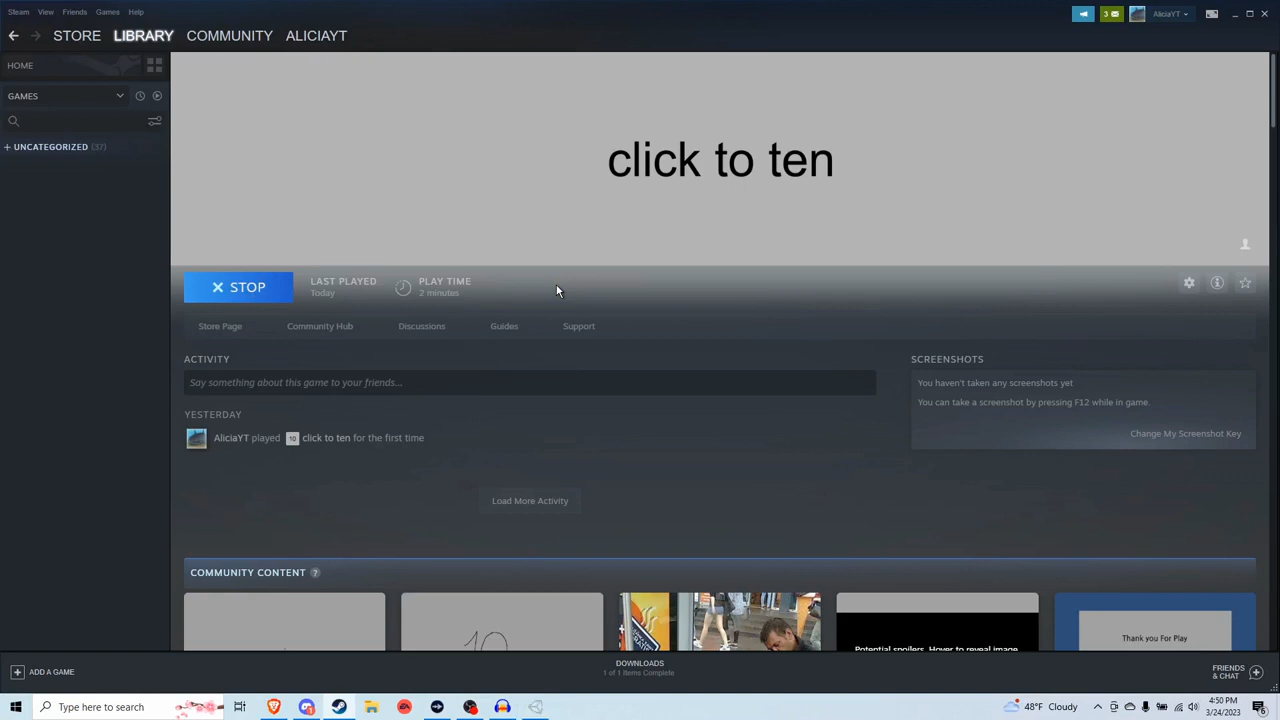 Steam View Friends Games Help
3 AliciaYT
STORE LIBRARY COMMUNITY ALICIAYT
HOME
GAMES
+ UNCATEGORIZED (37)
click to ten
STOP
LAST PLAYED
Today
PLAY TIME
2 minutes
Store Page Community Hub Discussions Guides Support
ACTIVITY
Say something about this game to your friends...
SCREENSHOTS
You haven't taken any screenshots yet
You can take a screenshot by pressing F12 while in game.
Change My Screenshot Key
YESTERDAY
AliciaYT played 10 click to ten for the first time
Load More Activity
COMMUNITY CONTENT ?
10
Potential spoilers. Hover to reveal image.
Thank you For Play
ADD A GAME
DOWNLOADS
1 of 1 Items Complete
FRIENDS
& CHAT
Type here to search
48°F Cloudy
4:50 PM
3/24/2023